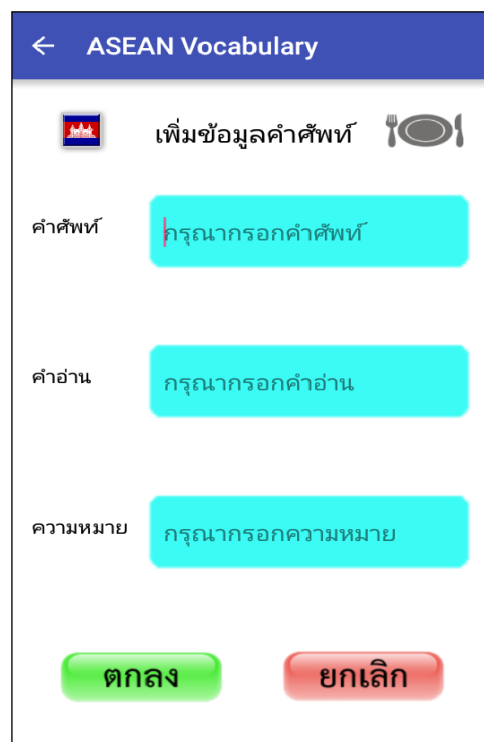 ASEAN Vocabulary
เพิ่มข้อมูลคำศัพท์
คำศัพท์
กรุณากรอกคำศัพท์
คำอ่าน
กรุณากรอกคำอ่าน
ความหมาย
กรุณากรอกความหมาย
ตกลง
ยกเลิก